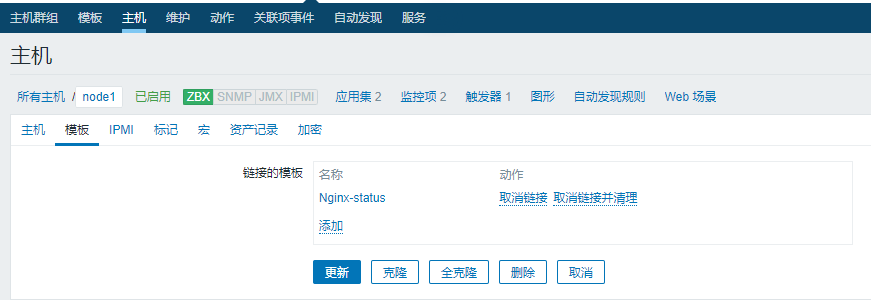 主机群组 模板 主机 维护 动作 关联项事件 自动发现 服务
主机
所有主机 / node1 已启用 ZBX SNMP JMX IPMI 应用集 2 监控项 2 触发器 1 图形 自动发现规则 Web 场景
主机 模板 IPMI 标记 宏 资产记录 加密
链接的模板 名称 动作
Nginx-status 取消链接 取消链接并清理
添加
更新 克隆 全克隆 删除 取消